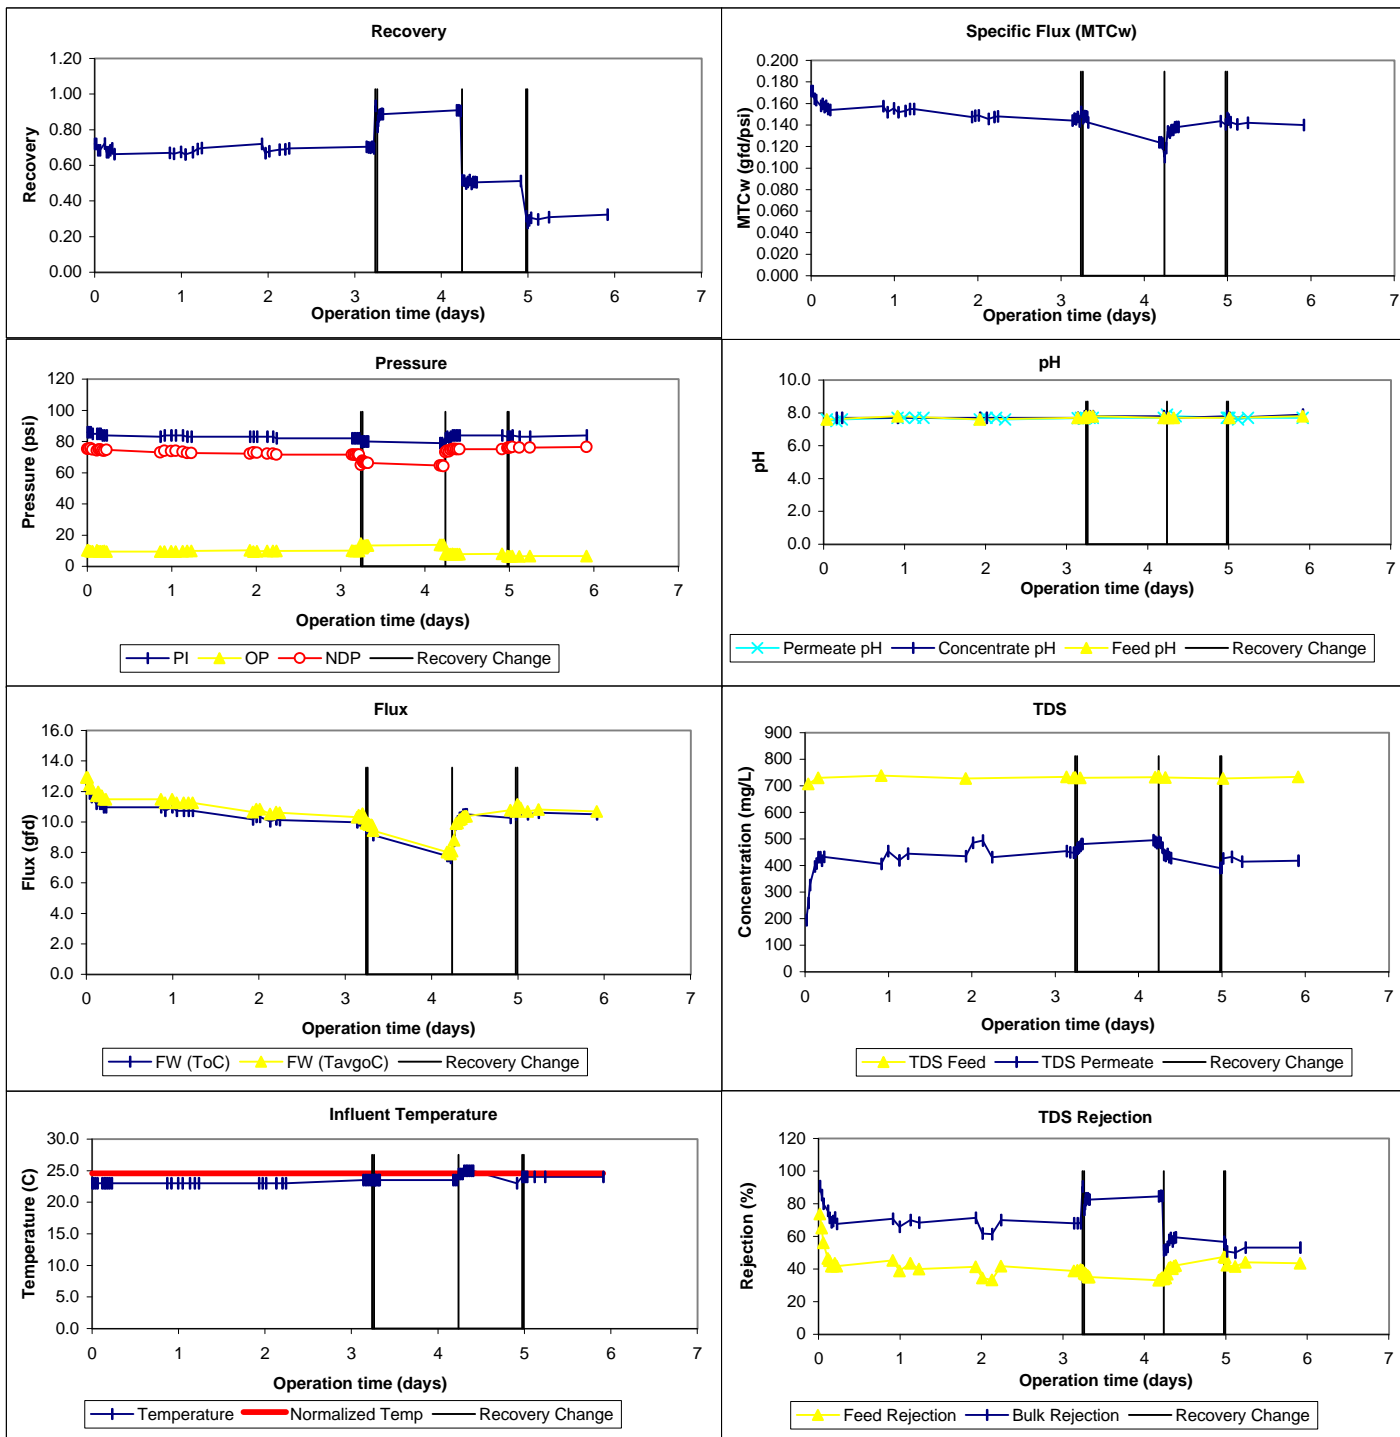 Recovery
1.20
1.00
0.80
0.60
0.40
0.20
0.00
Recovery
0 1 2 3 4 5 6 7
Operation time (days)
Specific Flux (MTCw)
0.200
0.180
0.160
0.140
0.120
0.100
0.080
0.060
0.040
0.020
0.000
MTCw (gfd/psi)
0 1 2 3 4 5 6 7
Operation time (days)
Pressure
120
100
80
60
40
20
0
Pressure (psi)
0 1 2 3 4 5 6 7
Operation time (days)
PI OP NDP Recovery Change
pH
10.0
8.0
6.0
4.0
2.0
0.0
pH
0 1 2 3 4 5 6 7
Operation time (days)
Permeate pH Concentrate pH Feed pH Recovery Change
Flux
16.0
14.0
12.0
10.0
8.0
6.0
4.0
2.0
0.0
Flux (gfd)
0 1 2 3 4 5 6 7
Operation time (days)
FW (ToC) FW (TavgoC) Recovery Change
TDS
900
800
700
600
500
400
300
200
100
0
Concentration (mg/L)
0 1 2 3 4 5 6 7
Operation time (days)
TDS Feed TDS Permeate Recovery Change
Influent Temperature
30.0
25.0
20.0
15.0
10.0
5.0
0.0
Temperature (C)
0 1 2 3 4 5 6 7
Operation time (days)
Temperature Normalized Temp Recovery Change
TDS Rejection
120
100
80
60
40
20
0
Rejection (%)
0 1 2 3 4 5 6 7
Operation time (days)
Feed Rejection Bulk Rejection Recovery Change